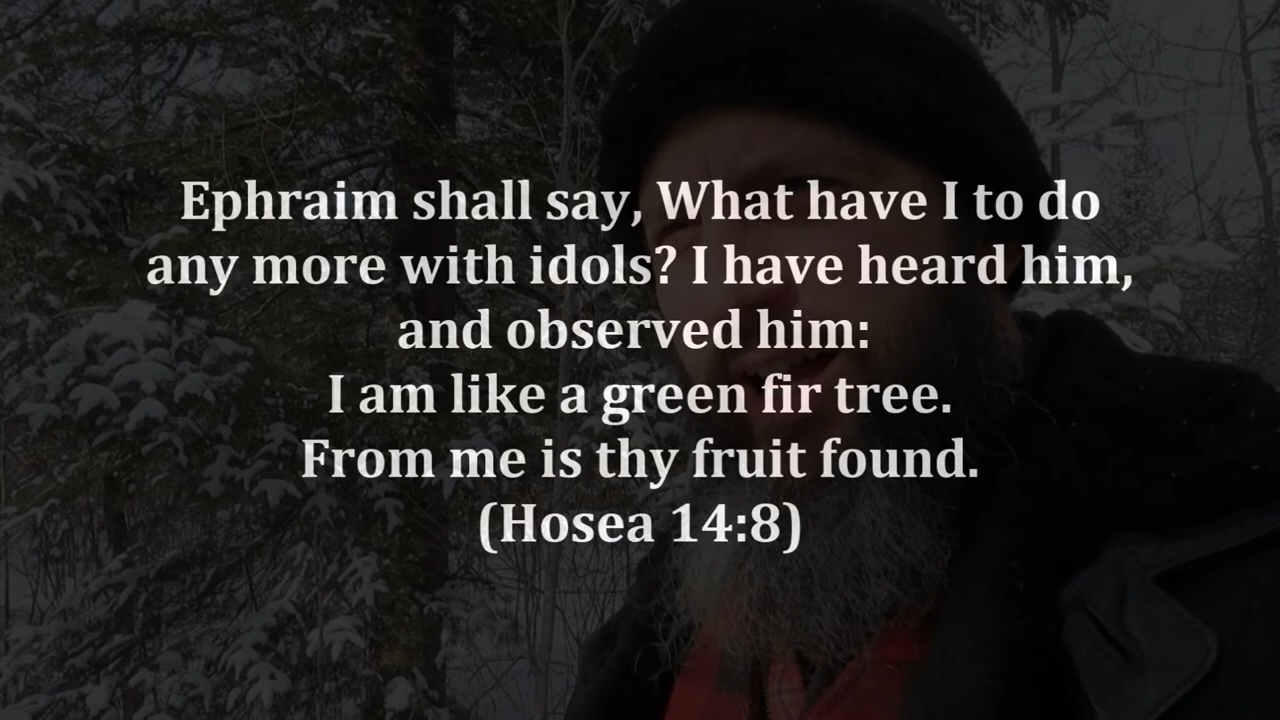 Ephraim shall say, What have I to do
any more with idols? I have heard him,
and observed him:
I am like a green fir tree.
From me is thy fruit found.
(Hosea 14:8)